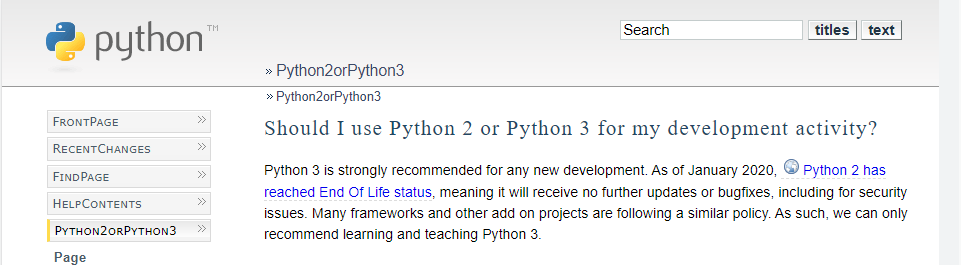 python™
Search titles text
» Python2orPython3
» Python2orPython3
FrontPage »
RecentChanges »
FindPage »
HelpContents »
Python2orPython3 »
Page
Should I use Python 2 or Python 3 for my development activity?
Python 3 is strongly recommended for any new development. As of January 2020, Python 2 has
reached End Of Life status, meaning it will receive no further updates or bugfixes, including for security
issues. Many frameworks and other add on projects are following a similar policy. As such, we can only
recommend learning and teaching Python 3.